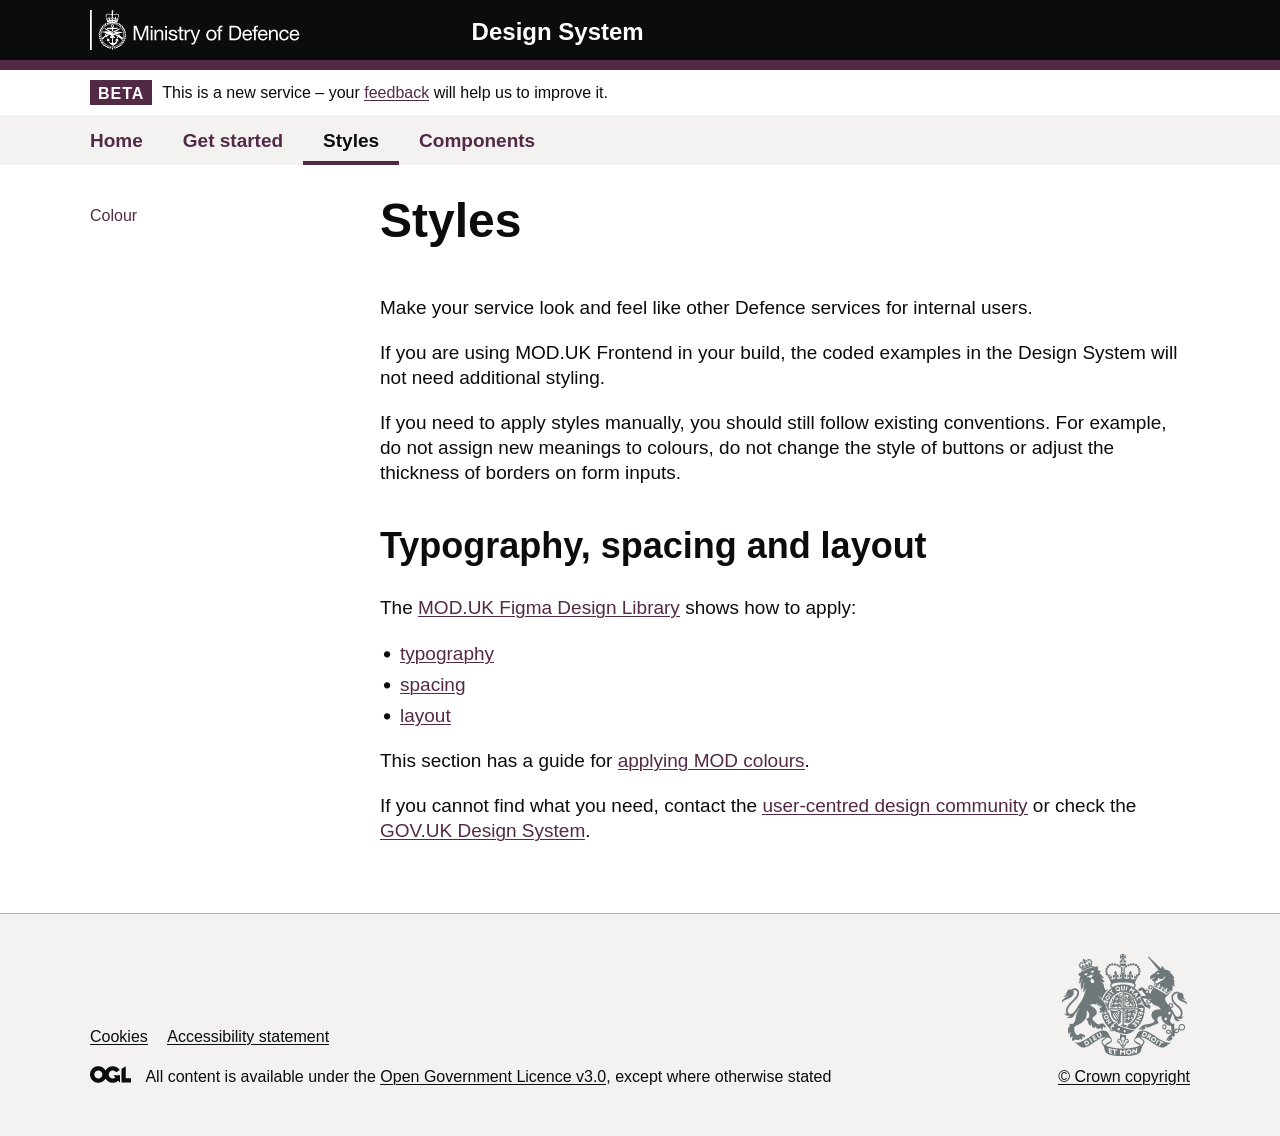 Ministry of Defence
Design System
BETA This is a new service – your feedback will help us to improve it.
Home Get started Styles Components
Colour
Styles
Make your service look and feel like other Defence services for internal users.
If you are using MOD.UK Frontend in your build, the coded examples in the Design System will
not need additional styling.
If you need to apply styles manually, you should still follow existing conventions. For example,
do not assign new meanings to colours, do not change the style of buttons or adjust the
thickness of borders on form inputs.
Typography, spacing and layout
The MOD.UK Figma Design Library shows how to apply:
• typography
• spacing
• layout
This section has a guide for applying MOD colours.
If you cannot find what you need, contact the user-centred design community or check the
GOV.UK Design System.
Cookies Accessibility statement
OGL All content is available under the Open Government Licence v3.0, except where otherwise stated
DIEU ET MON DROIT
© Crown copyright